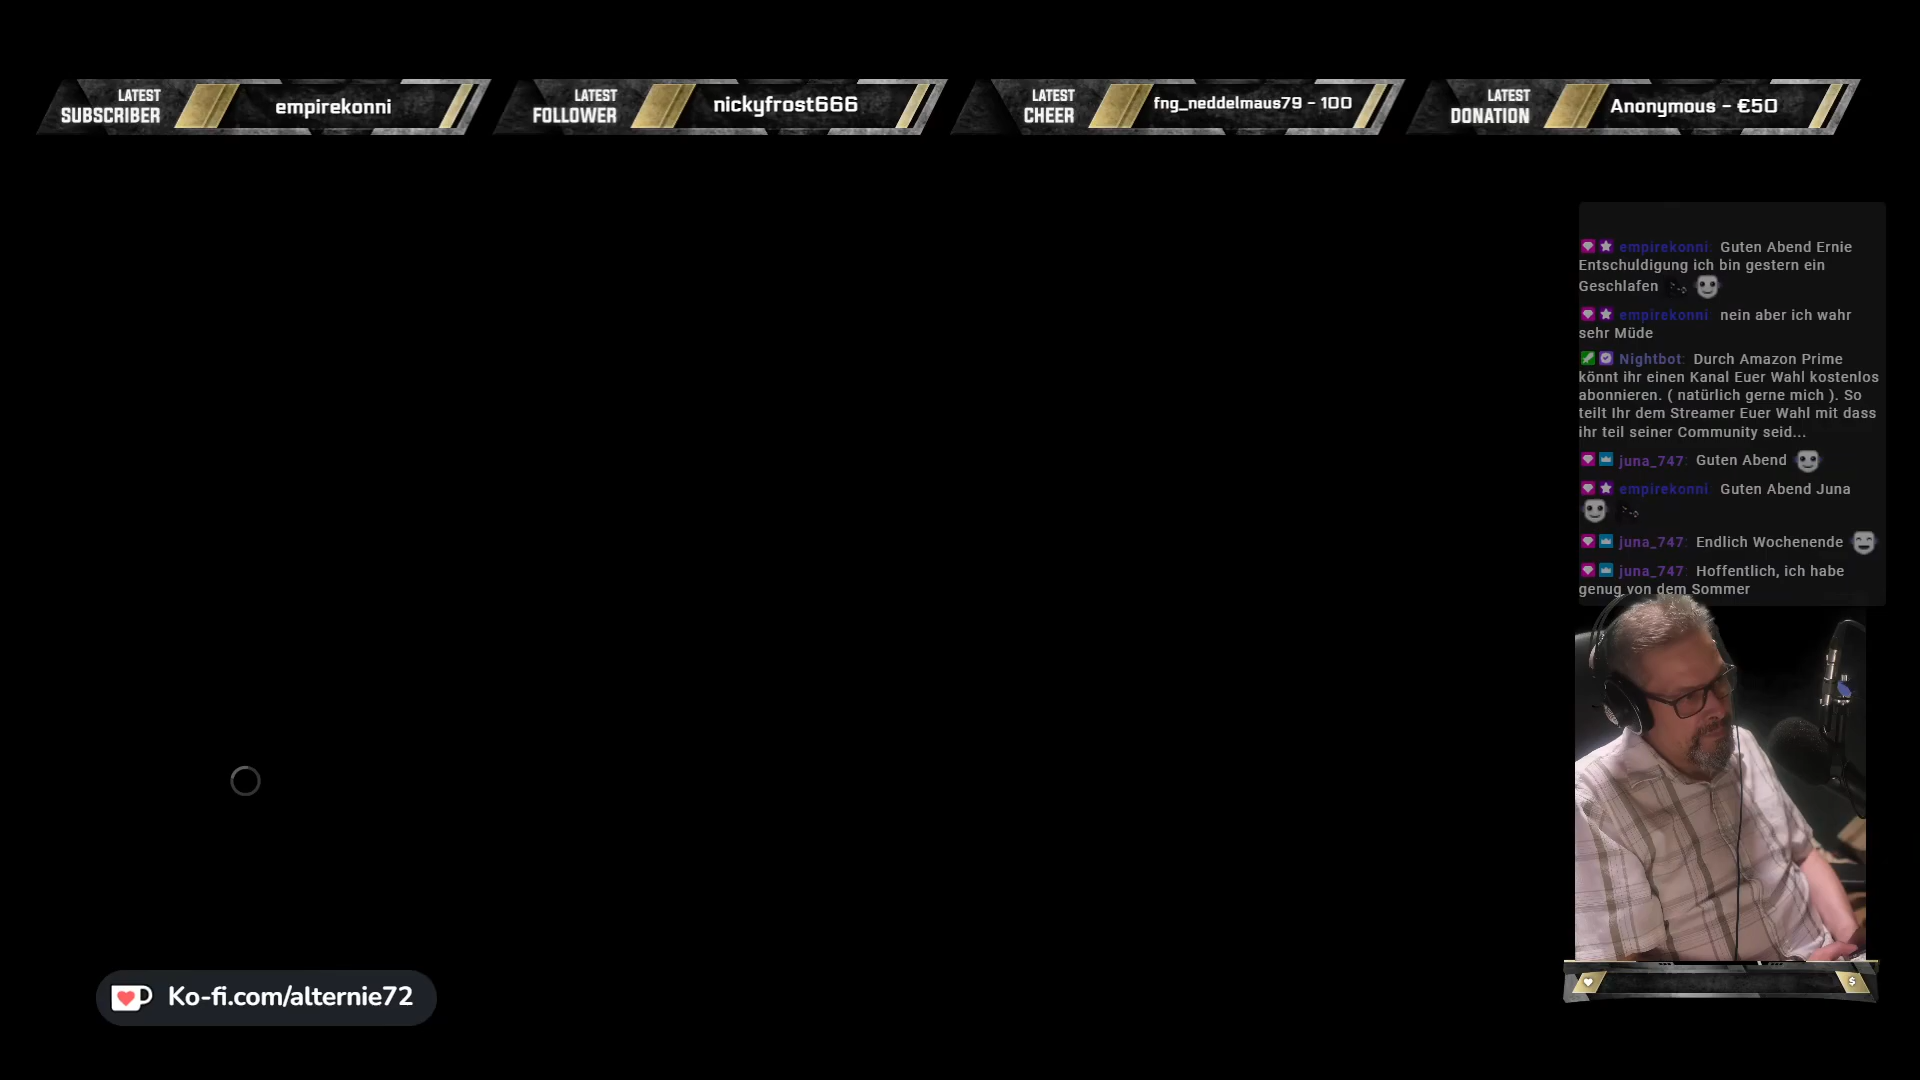 LATEST
SUBSCRIBER
empirekonni
LATEST
FOLLOWER
nickyfrost666
LATEST
CHEER
fng_neddelmaus79 - 100
LATEST
DONATION
Anonymous - €50
empirekonni: Guten Abend Ernie
Entschuldigung ich bin gestern ein
Geschlafen
empirekonni: nein aber ich wahr
sehr Müde
Nightbot: Durch Amazon Prime
könnt ihr einen Kanal Euer Wahl kostenlos
abonnieren. ( natürlich gerne mich ). So
teilt Ihr dem Streamer Euer Wahl mit dass
ihr teil seiner Community seid...
juna_747: Guten Abend
empirekonni: Guten Abend Juna
juna_747: Endlich Wochenende
juna_747: Hoffentlich, ich habe
genug von dem Sommer
Ko-fi.com/alternie72
$